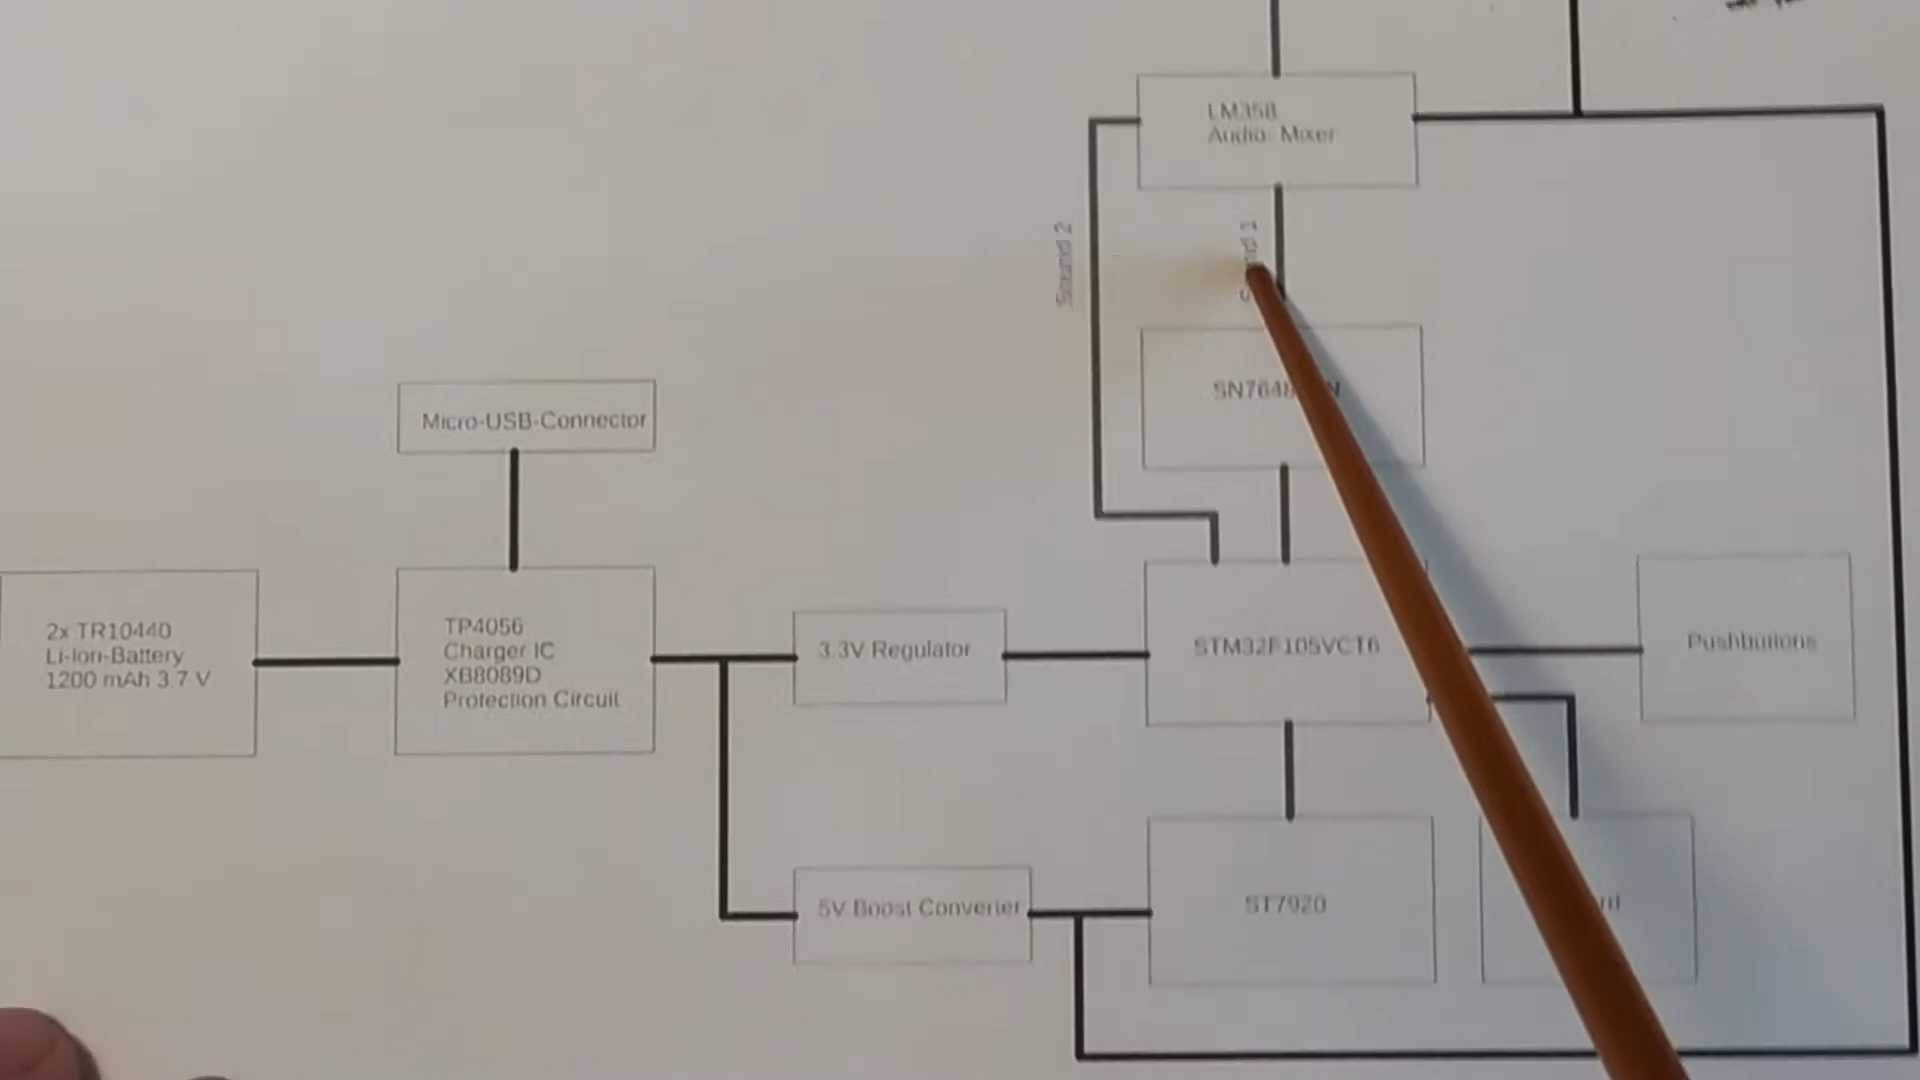 LM358
Audio- Mixer
Sound 2
1
Micro-USB-Connector
2x TR10440
Li-Ion-Battery
1200 mAh 3.7 V
TP4056
Charger IC
XB8089D
Protection Circuit
3.3V Regulator
STM32F105VCT6
Pushbuttons
5V Boost Converter
ST7920